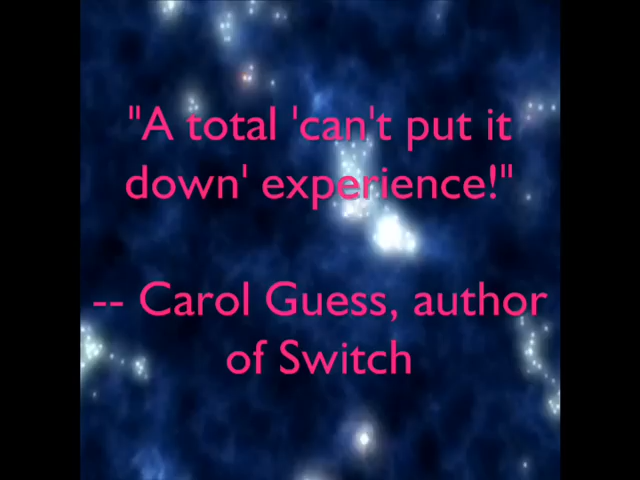 "A total 'can't put it
down' experience!"
-- Carol Guess, author
of Switch